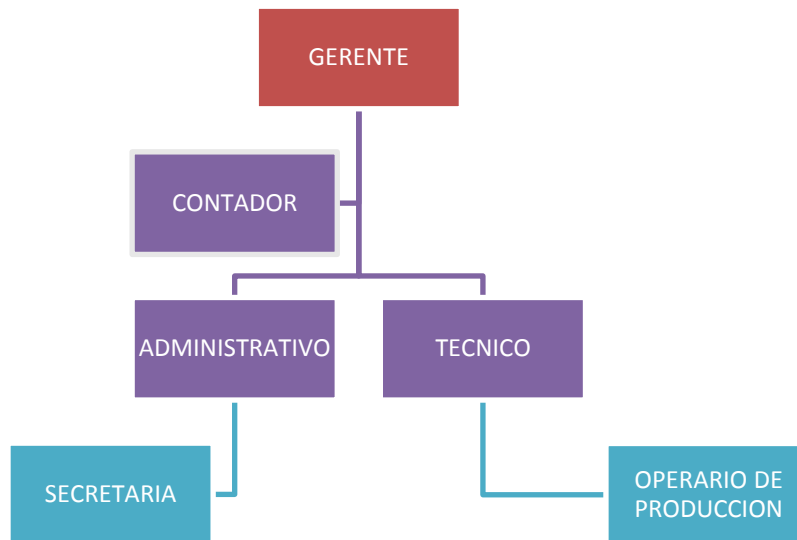 GERENTE
CONTADOR
ADMINISTRATIVO
TECNICO
SECRETARIA
OPERARIO DE
PRODUCCION